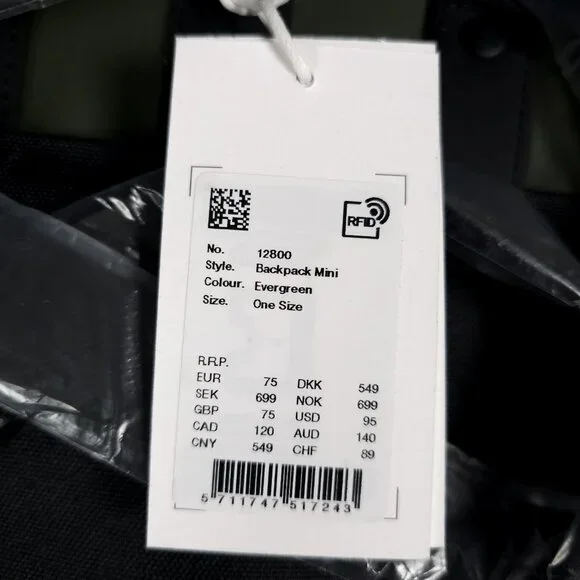 RFID
No. 12800
Style. Backpack Mini
Colour. Evergreen
Size. One Size
R.R.P.
EUR 75 DKK 549
SEK 699 NOK 699
GBP 75 USD 95
CAD 120 AUD 140
CNY 549 CHF 89
5 711747 517243